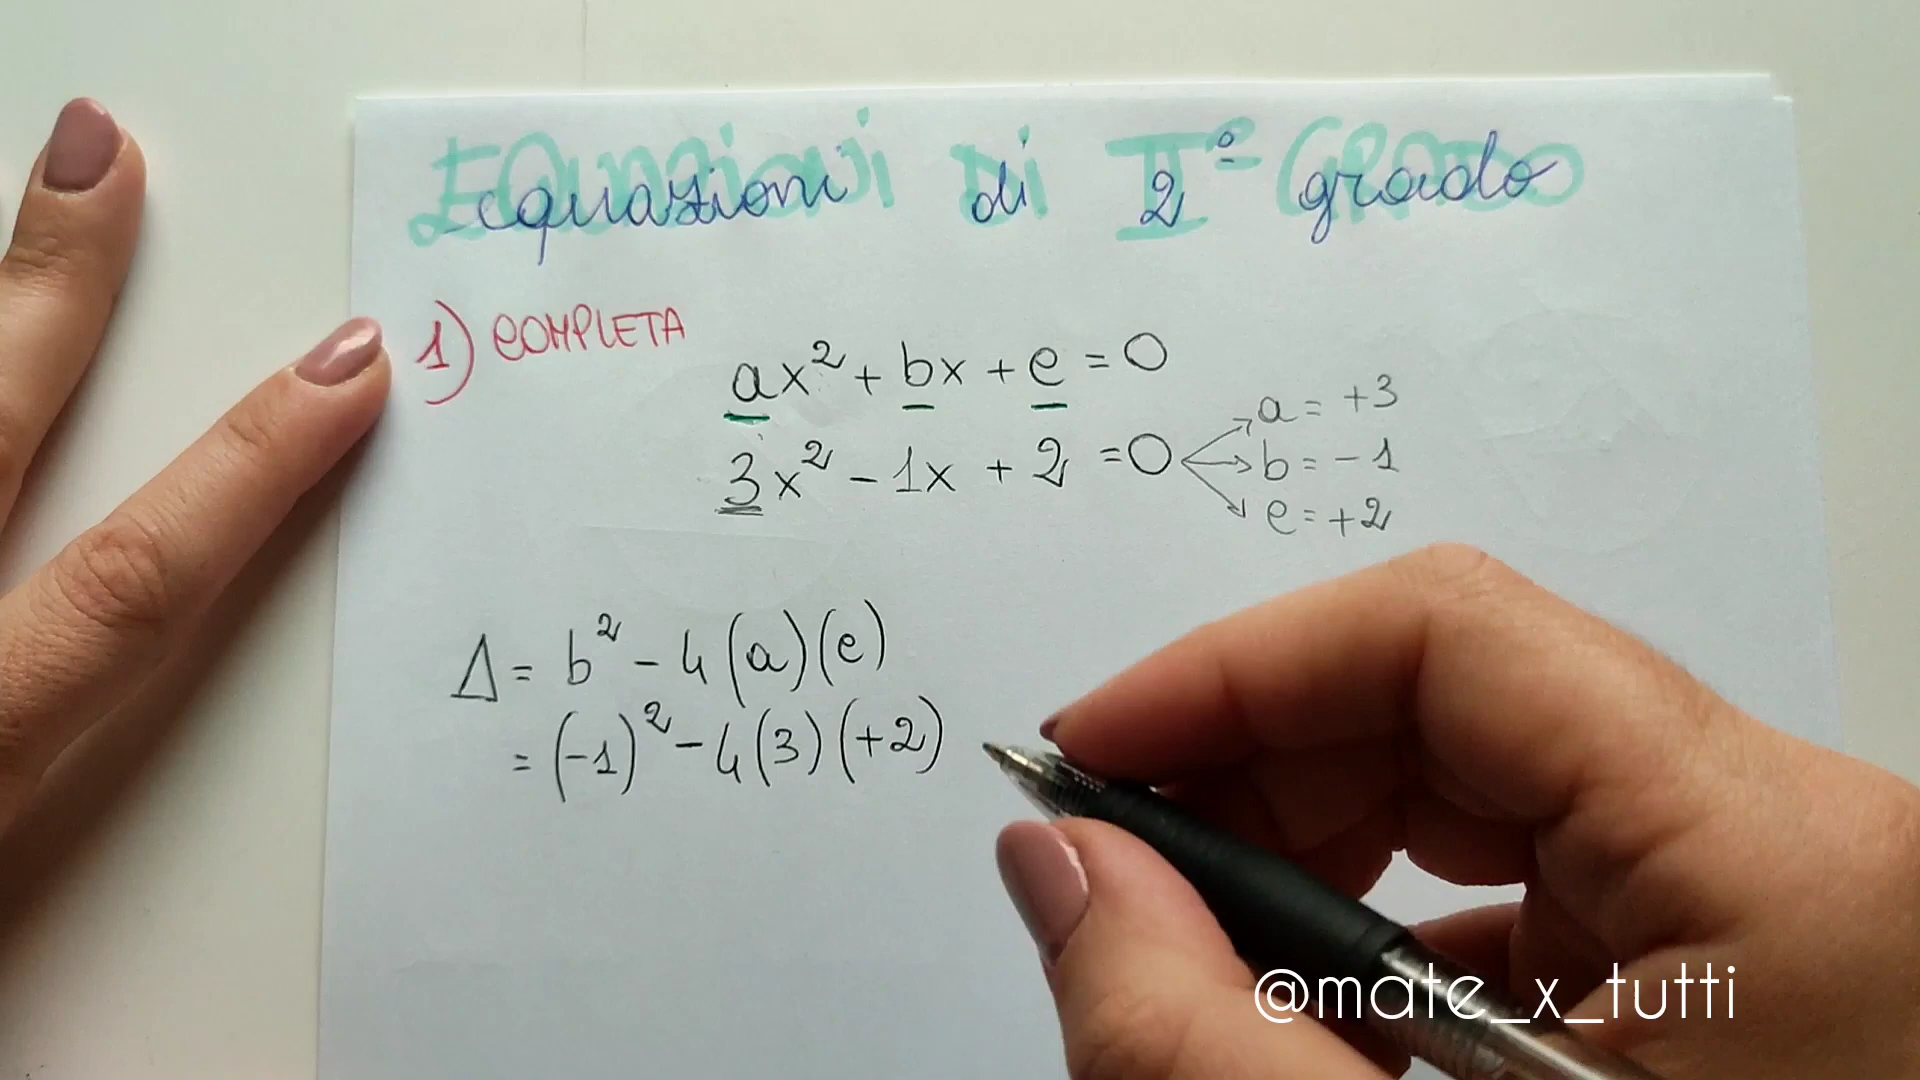 Equazioni di 2° grado
1) COMPLETA
ax² + bx + c = 0
3x² - 1x + 2 = 0
a = +3
b = -1
c = +2
Δ = b² - 4(a)(c)
= (-1)² - 4(3)(+2)
@mate_x_tutti